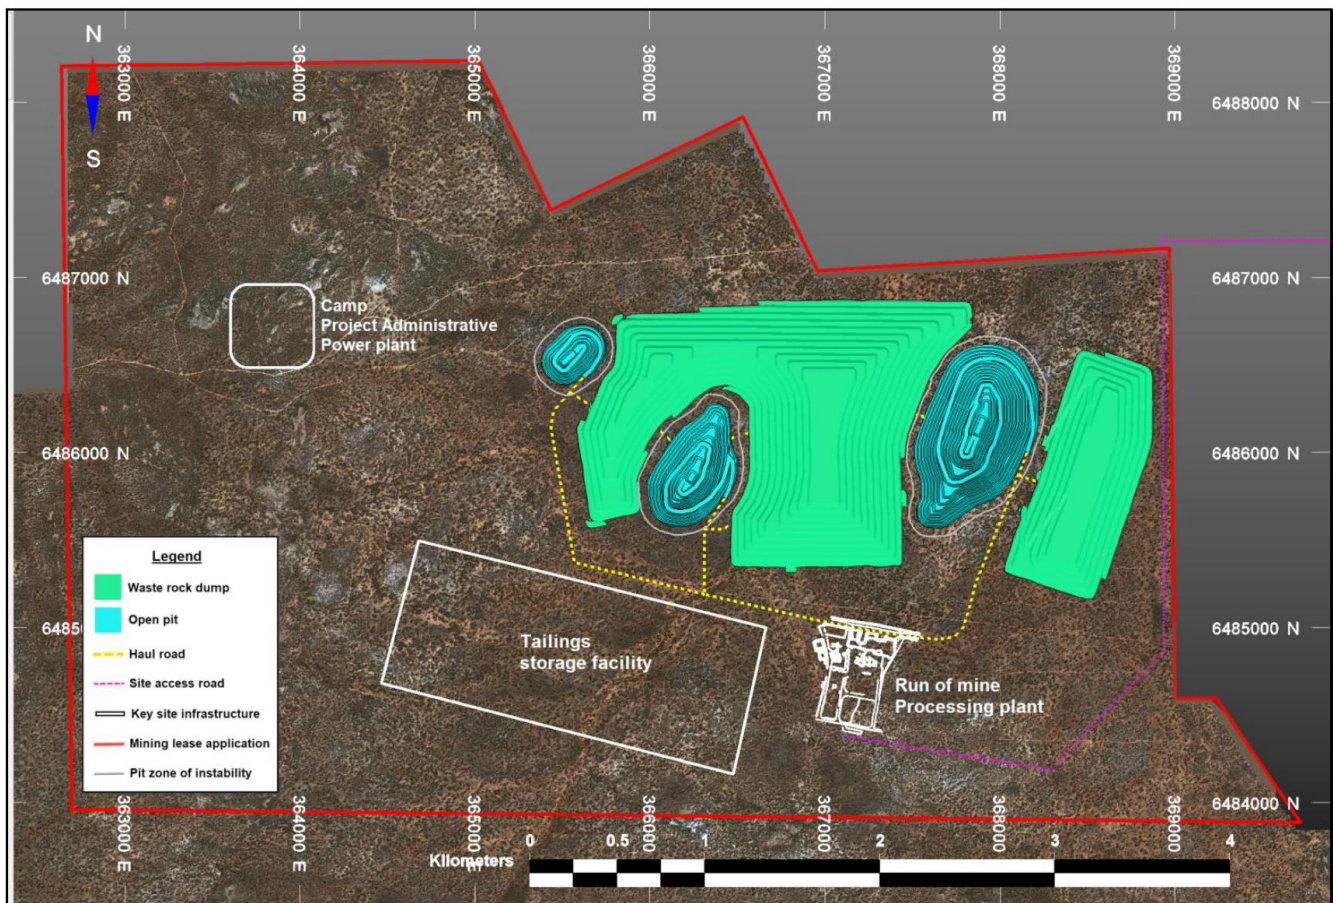 N
S
363000 E
364000 E
365000 E
366000 E
367000 E
368000 E
369000 E
6488000 N
6487000 N
6487000 N
Camp
Project Administrative
Power plant
6486000 N
6486000 N
Legend
Waste rock dump
Open pit
Haul road
Site access road
Key site infrastructure
Mining lease application
Pit zone of instability
6485
6485000 N
Tailings
storage facility
Run of mine
Processing plant
6484000 N
363000 E
364000 E
365000 E
366000 E
367000 E
368000 E
369000 E
Kilometers
0
0.5
1
2
3
4